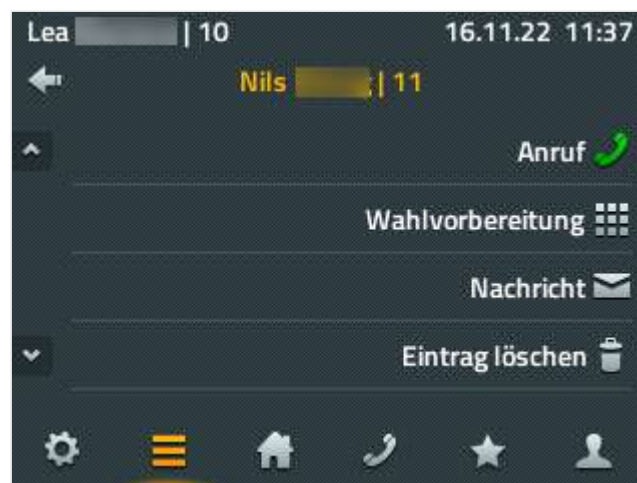 Lea | 10 16.11.22 11:37
Nils | 11
Anruf
Wahlvorbereitung
Nachricht
Eintrag löschen